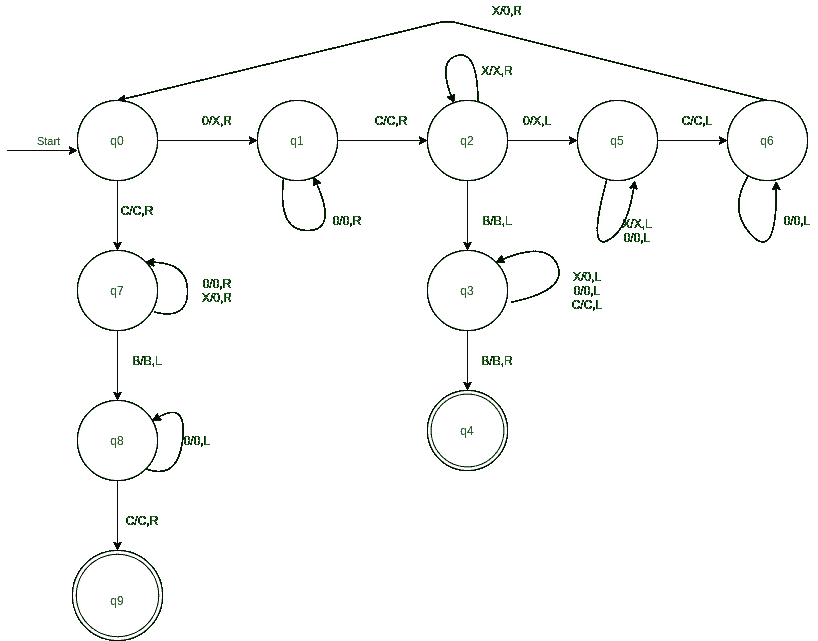 X/0,R
X/X,R
Start
q0
0/X,R
q1
C/C,R
q2
0/X,L
q5
C/C,L
q6
C/C,R
0/0,R
B/B,L
X/X,L
0/0,L
0/0,L
q7
0/0,R
X/0,R
q3
X/0,L
0/0,L
C/C,L
B/B,L
B/B,R
q8
0/0,L
q4
C/C,R
q9